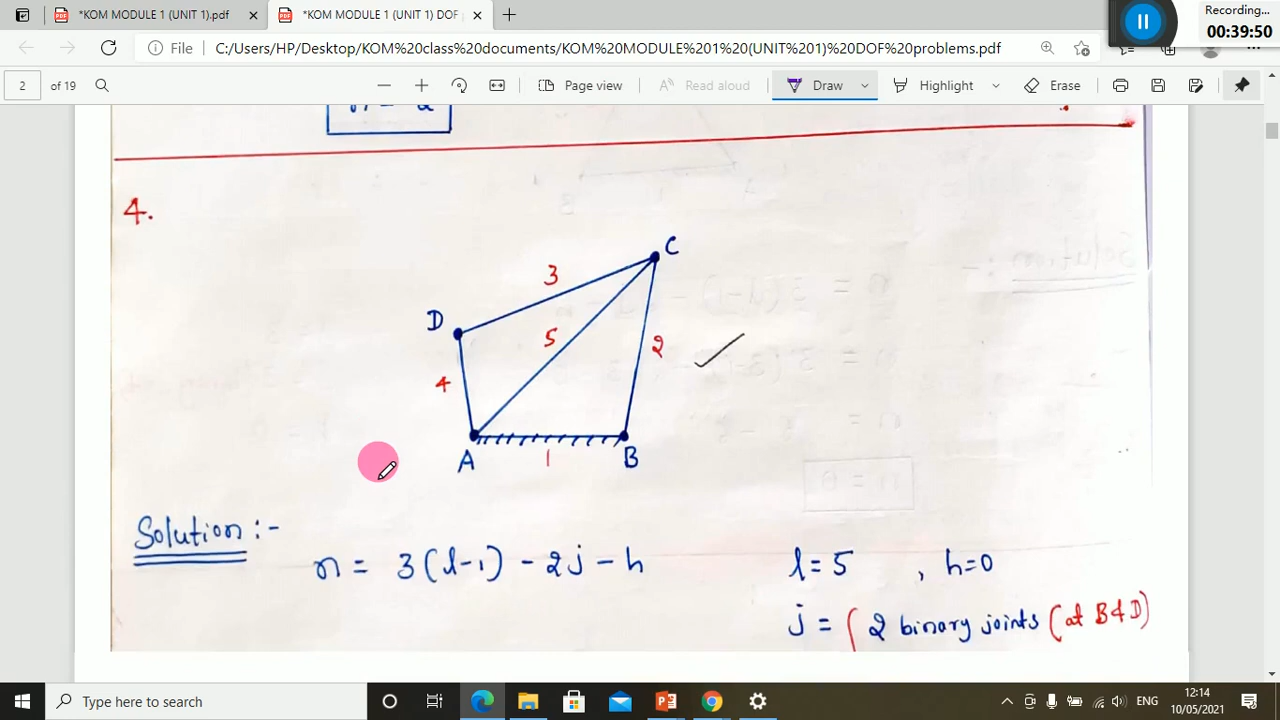 *KOM MODULE 1 (UNIT 1).pdf
*KOM MODULE 1 (UNIT 1) DOF
Recording...
00:39:50
File
C:/Users/HP/Desktop/KOM%20class%20documents/KOM%20MODULE%201%20(UNIT%201)%20DOF%20problems.pdf
2 of 19
Page view
Read aloud
Draw
Highlight
Erase
4.
C
3
D
5
2
4
A
1
B
Solution:-
n = 3(l-1) - 2j - h
l = 5 , h=0
j = ( 2 binary joints (at B & D)
Type here to search
ENG
12:14
10/05/2021